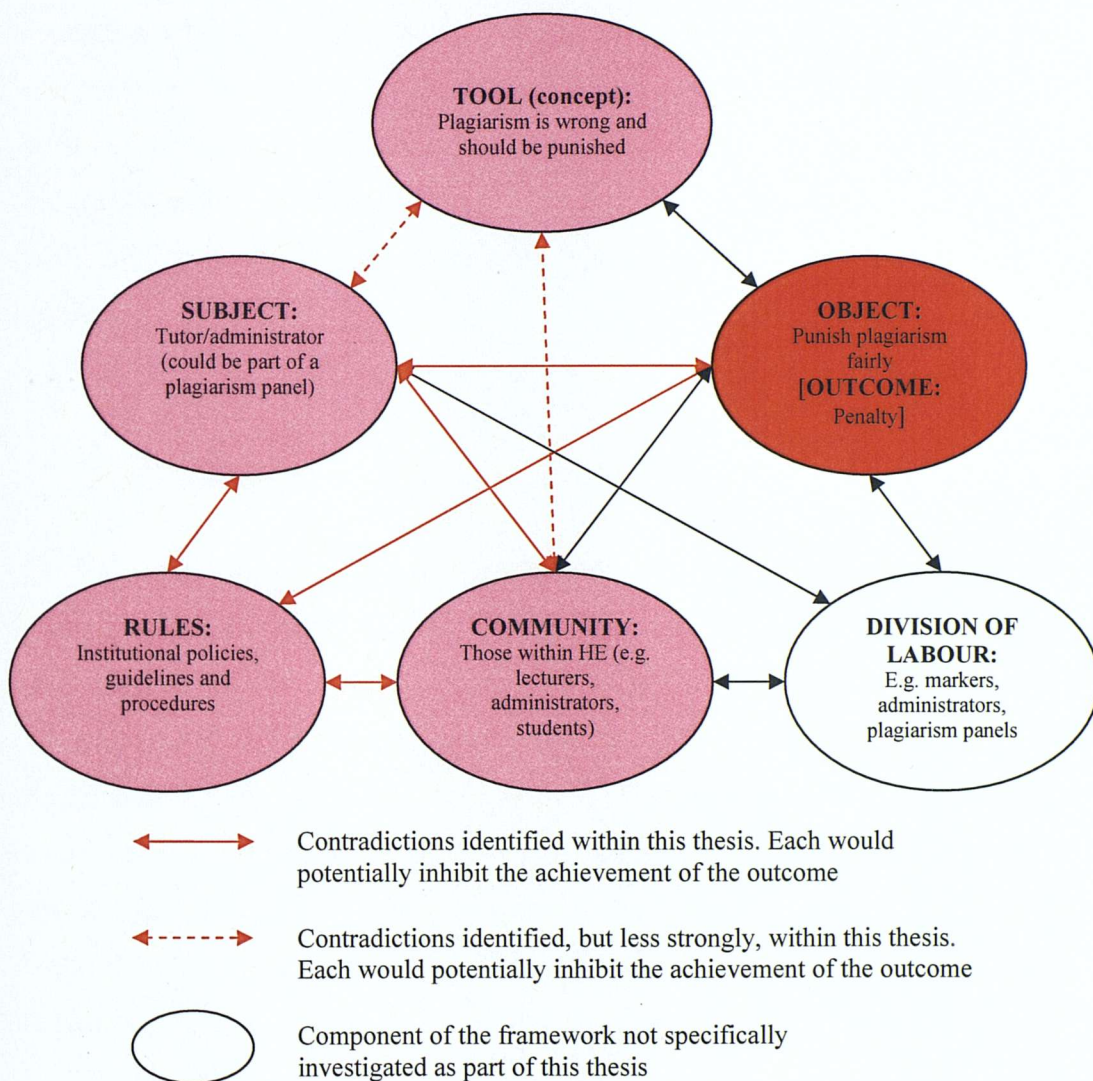 TOOL (concept):
Plagiarism is wrong and
should be punished
SUBJECT:
Tutor/administrator
(could be part of a
plagiarism panel)
OBJECT:
Punish plagiarism
fairly
[OUTCOME:
Penalty]
RULES:
Institutional policies,
guidelines and
procedures
COMMUNITY:
Those within HE (e.g.
lecturers,
administrators,
students)
DIVISION OF
LABOUR:
E.g. markers,
administrators,
plagiarism panels
Contradictions identified within this thesis. Each would
potentially inhibit the achievement of the outcome
Contradictions identified, but less strongly, within this thesis.
Each would potentially inhibit the achievement of the outcome
Component of the framework not specifically
investigated as part of this thesis